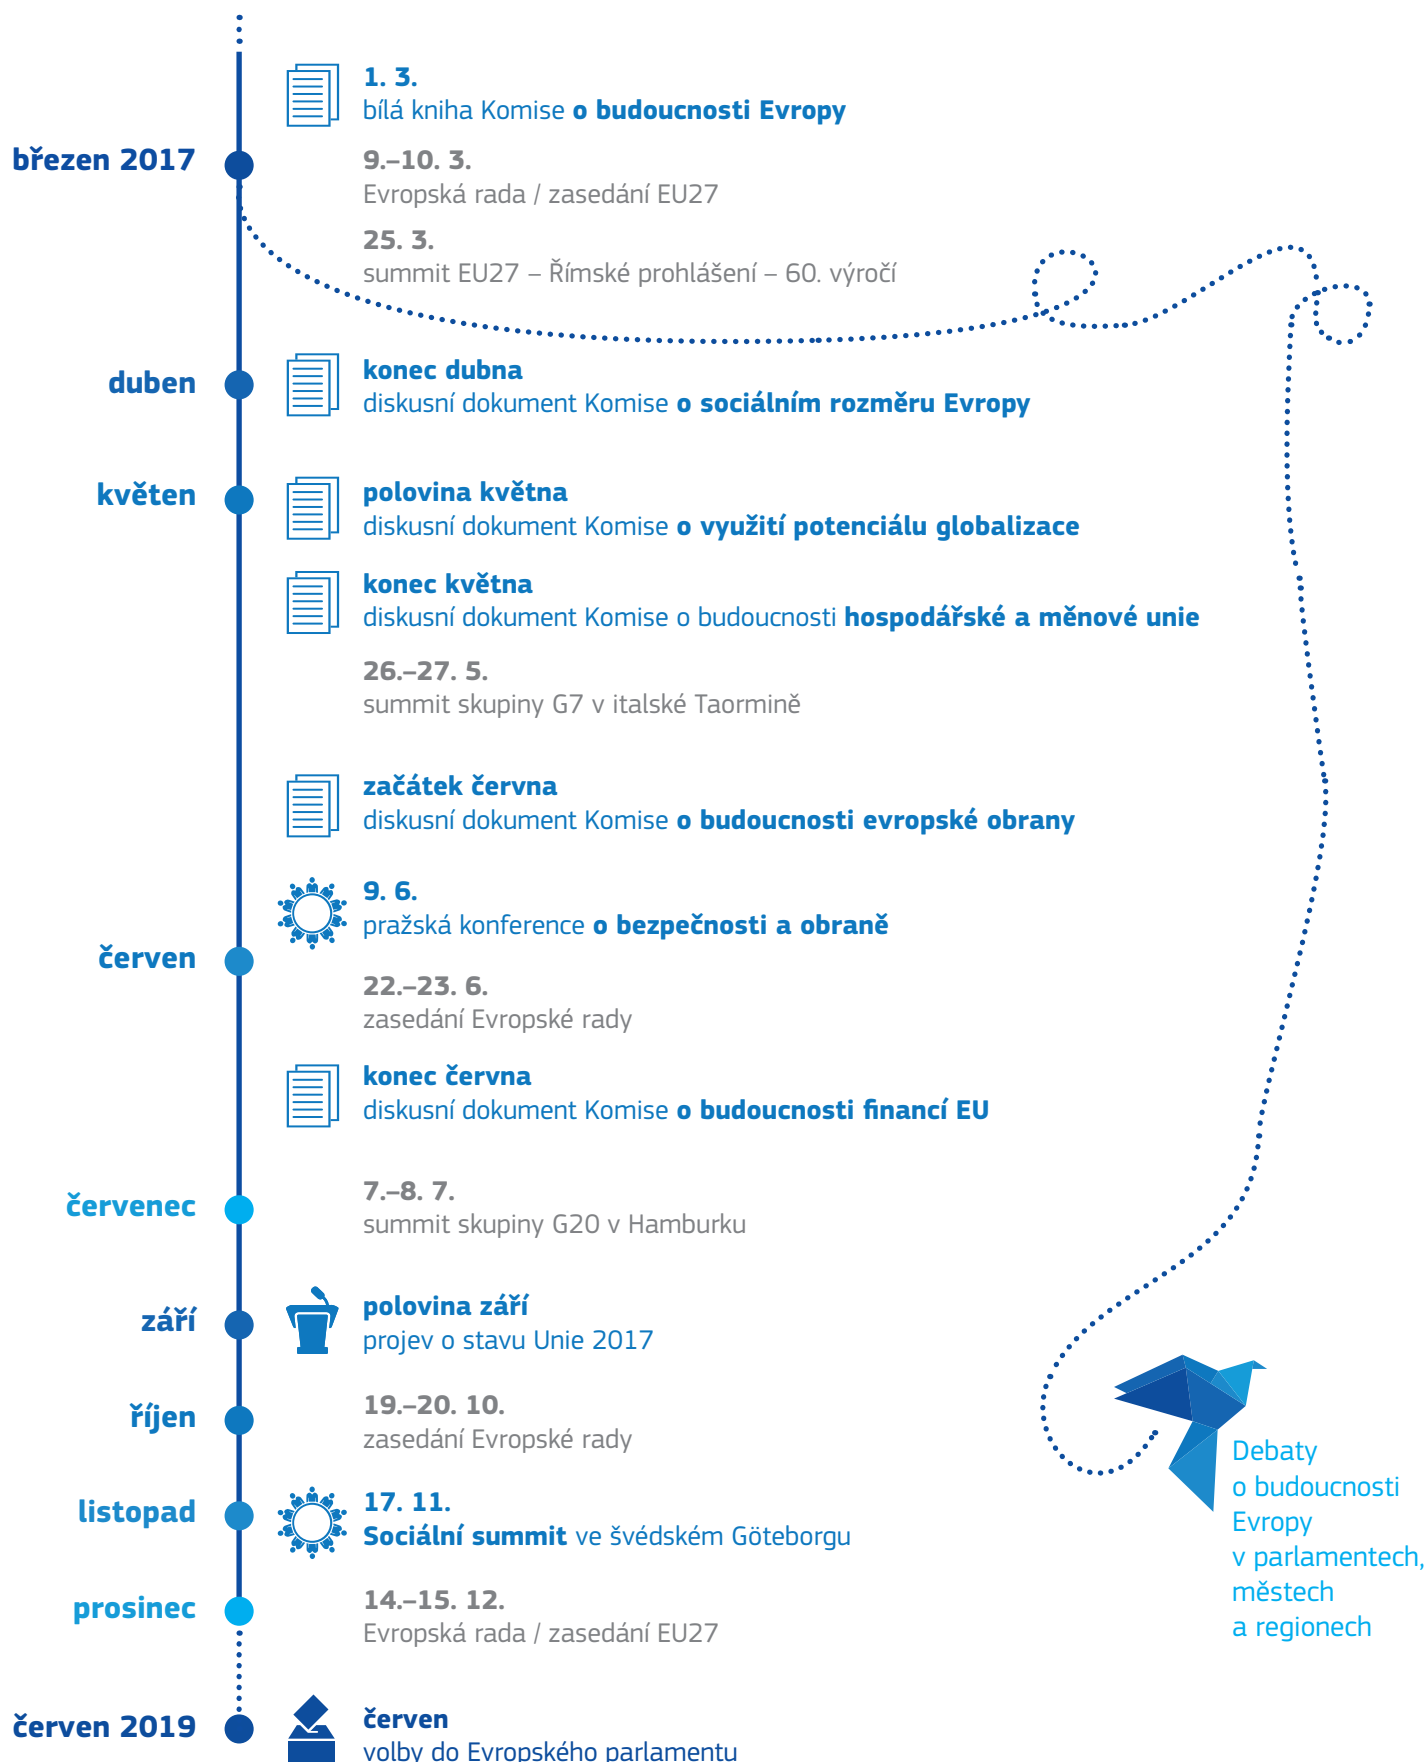 březen 2017
1. 3.
bílá kniha Komise o budoucnosti Evropy
9.–10. 3.
Evropská rada / zasedání EU27
25. 3.
summit EU27 – Římské prohlášení – 60. výročí
duben
konec dubna
diskusní dokument Komise o sociálním rozměru Evropy
květen
polovina května
diskusní dokument Komise o využití potenciálu globalizace
konec května
diskusní dokument Komise o budoucnosti hospodářské a měnové unie
26.–27. 5.
summit skupiny G7 v italské Taormině
červen
začátek června
diskusní dokument Komise o budoucnosti evropské obrany
9. 6.
pražská konference o bezpečnosti a obraně
22.–23. 6.
zasedání Evropské rady
konec června
diskusní dokument Komise o budoucnosti financí EU
červenec
7.–8. 7.
summit skupiny G20 v Hamburku
září
polovina září
projev o stavu Unie 2017
říjen
19.–20. 10.
zasedání Evropské rady
listopad
17. 11.
Sociální summit ve švédském Göteborgu
prosinec
14.–15. 12.
Evropská rada / zasedání EU27
červen 2019
červen
volby do Evropského parlamentu
Debaty
o budoucnosti
Evropy
v parlamentech,
městech
a regionech